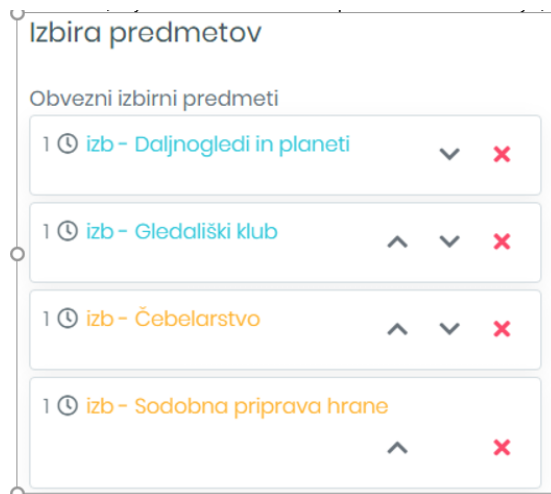 Izbira predmetov
Obvezni izbirni predmeti
1 izb - Daljnogledi in planeti
1 izb - Gledališki klub
1 izb - Čebelarstvo
1 izb - Sodobna priprava hrane